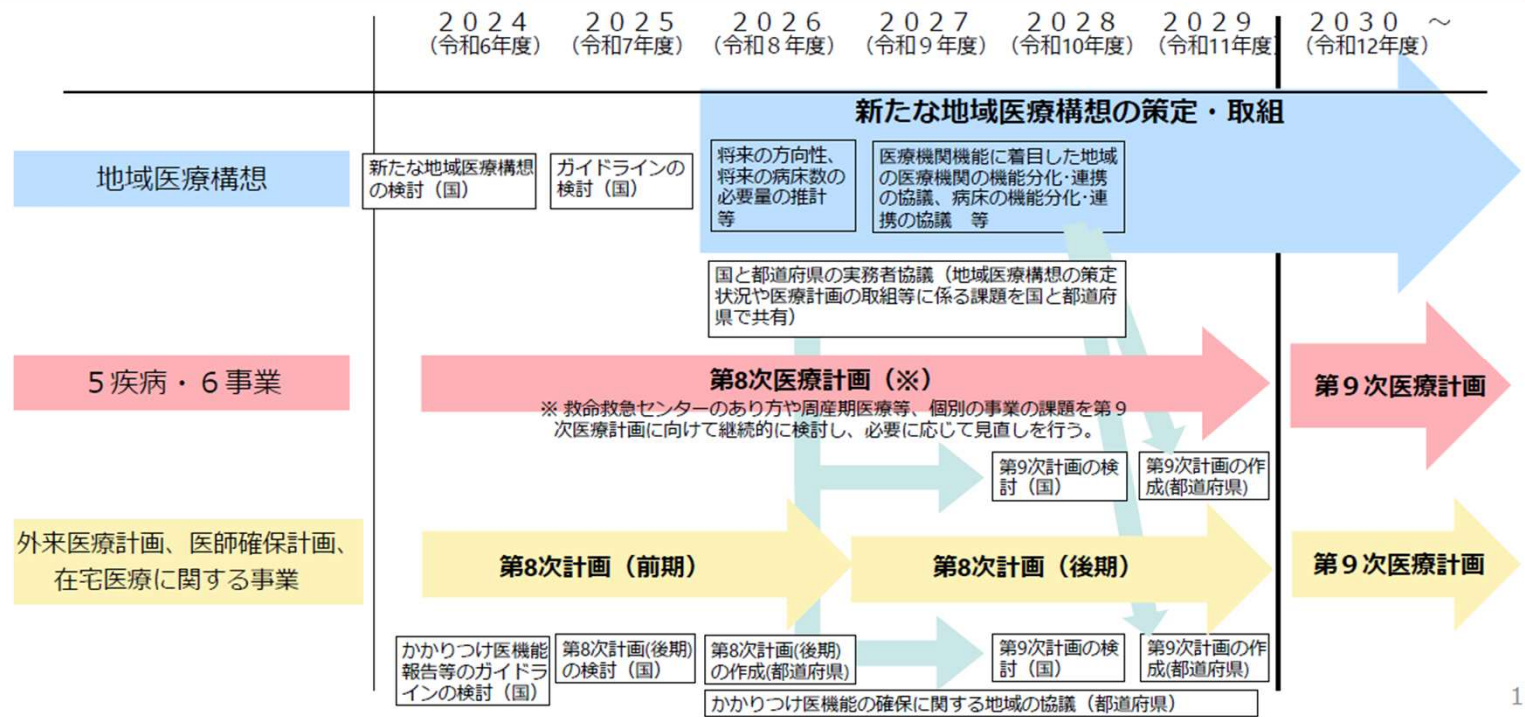 ２０２４
（令和6年度）
２０２５
（令和7年度）
２０２６
（令和８年度）
２０２７
（令和９年度）
２０２８
（令和10年度）
２０２９
（令和11年度）
２０３０　～
（令和12年度）
新たな地域医療構想の策定・取組
地域医療構想
新たな地域医療構想
の検討（国）
ガイドラインの
検討（国）
将来の方向性、
将来の病床数の
必要量の推計
等
医療機関機能に着目した地域
の医療機関の機能分化･連携
の協議、病床の機能分化･連
携の協議　等
国と都道府県の実務者協議（地域医療構想の策定
状況や医療計画の取組等に係る課題を国と都道府
県で共有）
５疾病・６事業
第8次医療計画（※）
※ 救命救急センターのあり方や周産期医療等、個別の事業の課題を第９
次医療計画に向けて継続的に検討し、必要に応じて見直しを行う。
第９次医療計画
第9次計画の検
討（国）
第9次計画の作
成(都道府県)
外来医療計画、医師確保計画、
在宅医療に関する事業
第8次計画（前期）
第8次計画（後期）
第９次医療計画
かかりつけ医機能
報告等のガイドラ
インの検討（国）
第8次計画(後期)
の検討（国）
第8次計画(後期)
の作成(都道府県)
第9次計画の検
討（国）
第9次計画の作
成(都道府県)
かかりつけ医機能の確保に関する地域の協議（都道府県）
1